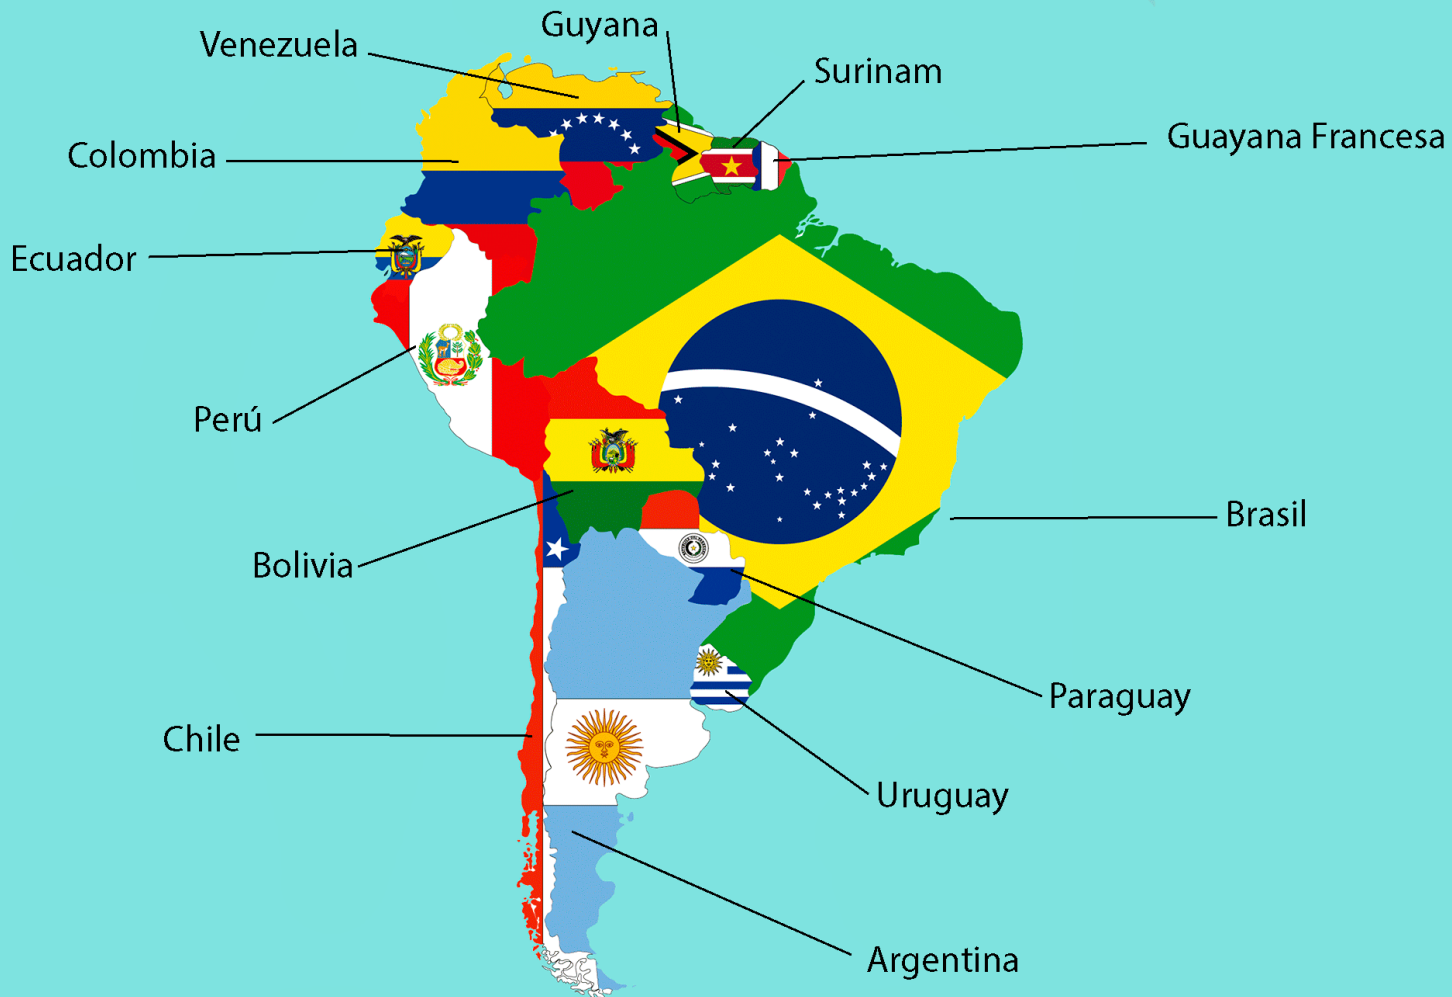 Guyana
Venezuela
Surinam
Guayana Francesa
Colombia
Ecuador
Perú
Brasil
Bolivia
Paraguay
Chile
Uruguay
Argentina